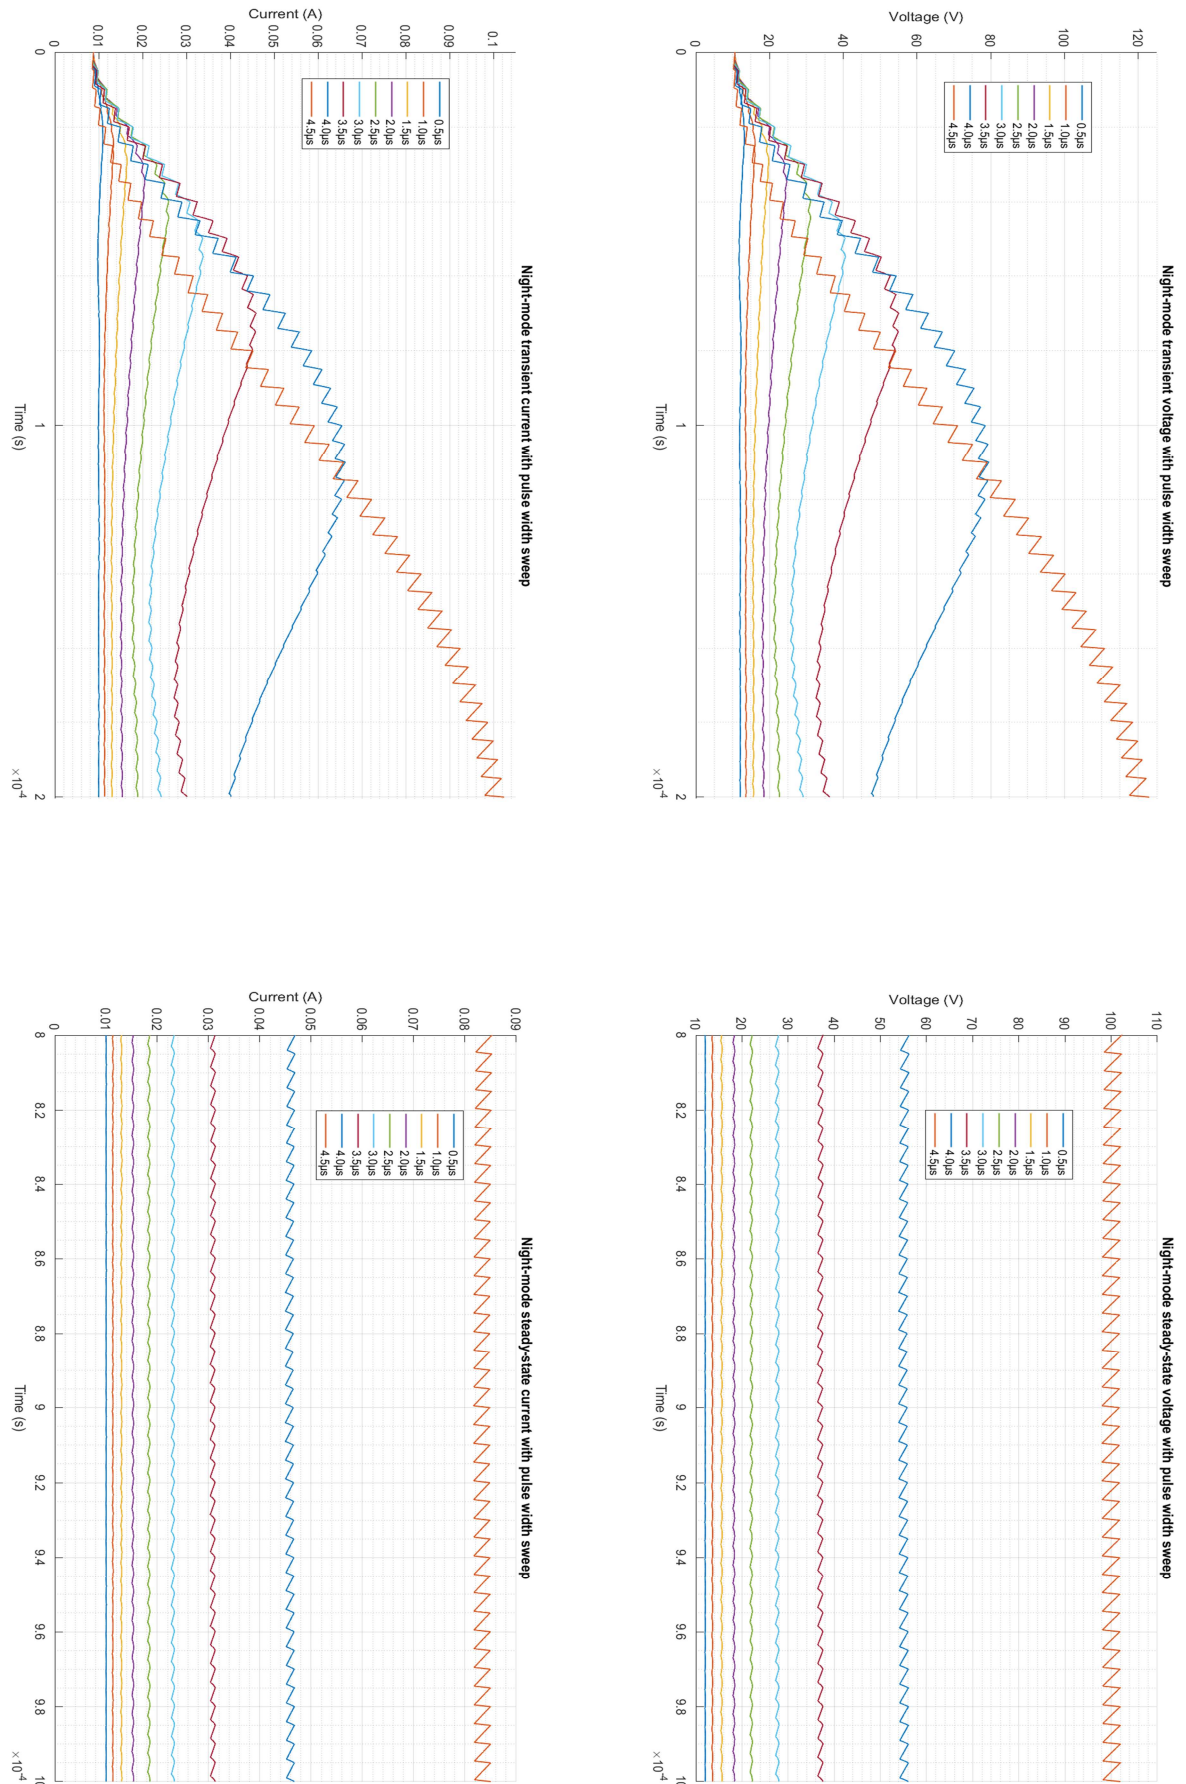 Night-mode transient voltage with pulse width sweep
Voltage (V)
120
100
80
60
40
20
0
0
1
2
Time (s)
×10⁻⁴
0.5μs
1.0μs
1.5μs
2.0μs
2.5μs
3.0μs
3.5μs
4.0μs
4.5μs
Night-mode steady-state voltage with pulse width sweep
Voltage (V)
110
100
90
80
70
60
50
40
30
20
10
8
8.2
8.4
8.6
8.8
9
9.2
9.4
9.6
9.8
10
Time (s)
×10⁻⁴
0.5μs
1.0μs
1.5μs
2.0μs
2.5μs
3.0μs
3.5μs
4.0μs
4.5μs
Night-mode transient current with pulse width sweep
Current (A)
0.1
0.09
0.08
0.07
0.06
0.05
0.04
0.03
0.02
0.01
0
0
1
2
Time (s)
×10⁻⁴
0.5μs
1.0μs
1.5μs
2.0μs
2.5μs
3.0μs
3.5μs
4.0μs
4.5μs
Night-mode steady-state current with pulse width sweep
Current (A)
0.09
0.08
0.07
0.06
0.05
0.04
0.03
0.02
0.01
0
8
8.2
8.4
8.6
8.8
9
9.2
9.4
9.6
9.8
10
Time (s)
×10⁻⁴
0.5μs
1.0μs
1.5μs
2.0μs
2.5μs
3.0μs
3.5μs
4.0μs
4.5μs